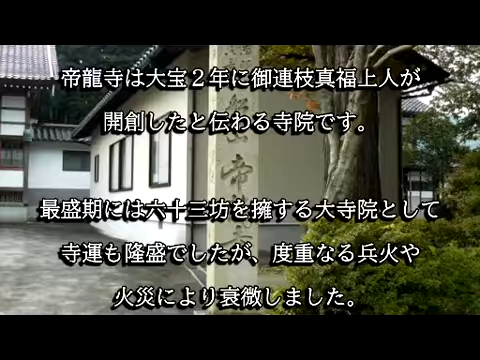 帝龍寺は大宝２年に御連枝真福上人が
開創したと伝わる寺院です。
最盛期には六十三坊を擁する大寺院として
寺運も隆盛でしたが、度重なる兵火や
火災により衰微しました。
帝